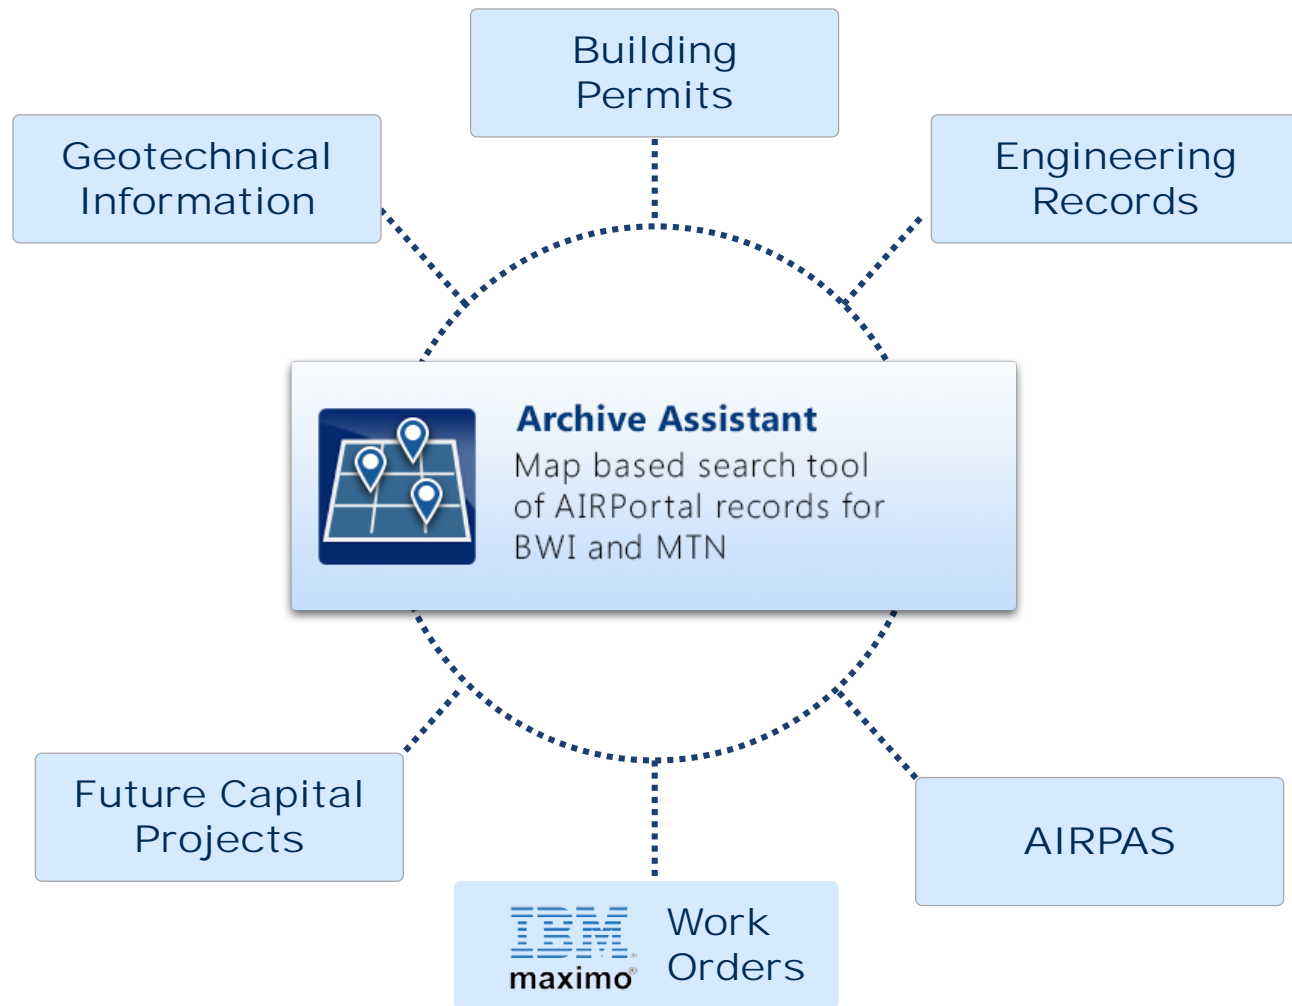 Building
Permits
Geotechnical
Information
Engineering
Records
Archive Assistant
Map based search tool
of AIRPortal records for
BWI and MTN
Future Capital
Projects
AIRPAS
IBM®
maximo®
Work
Orders